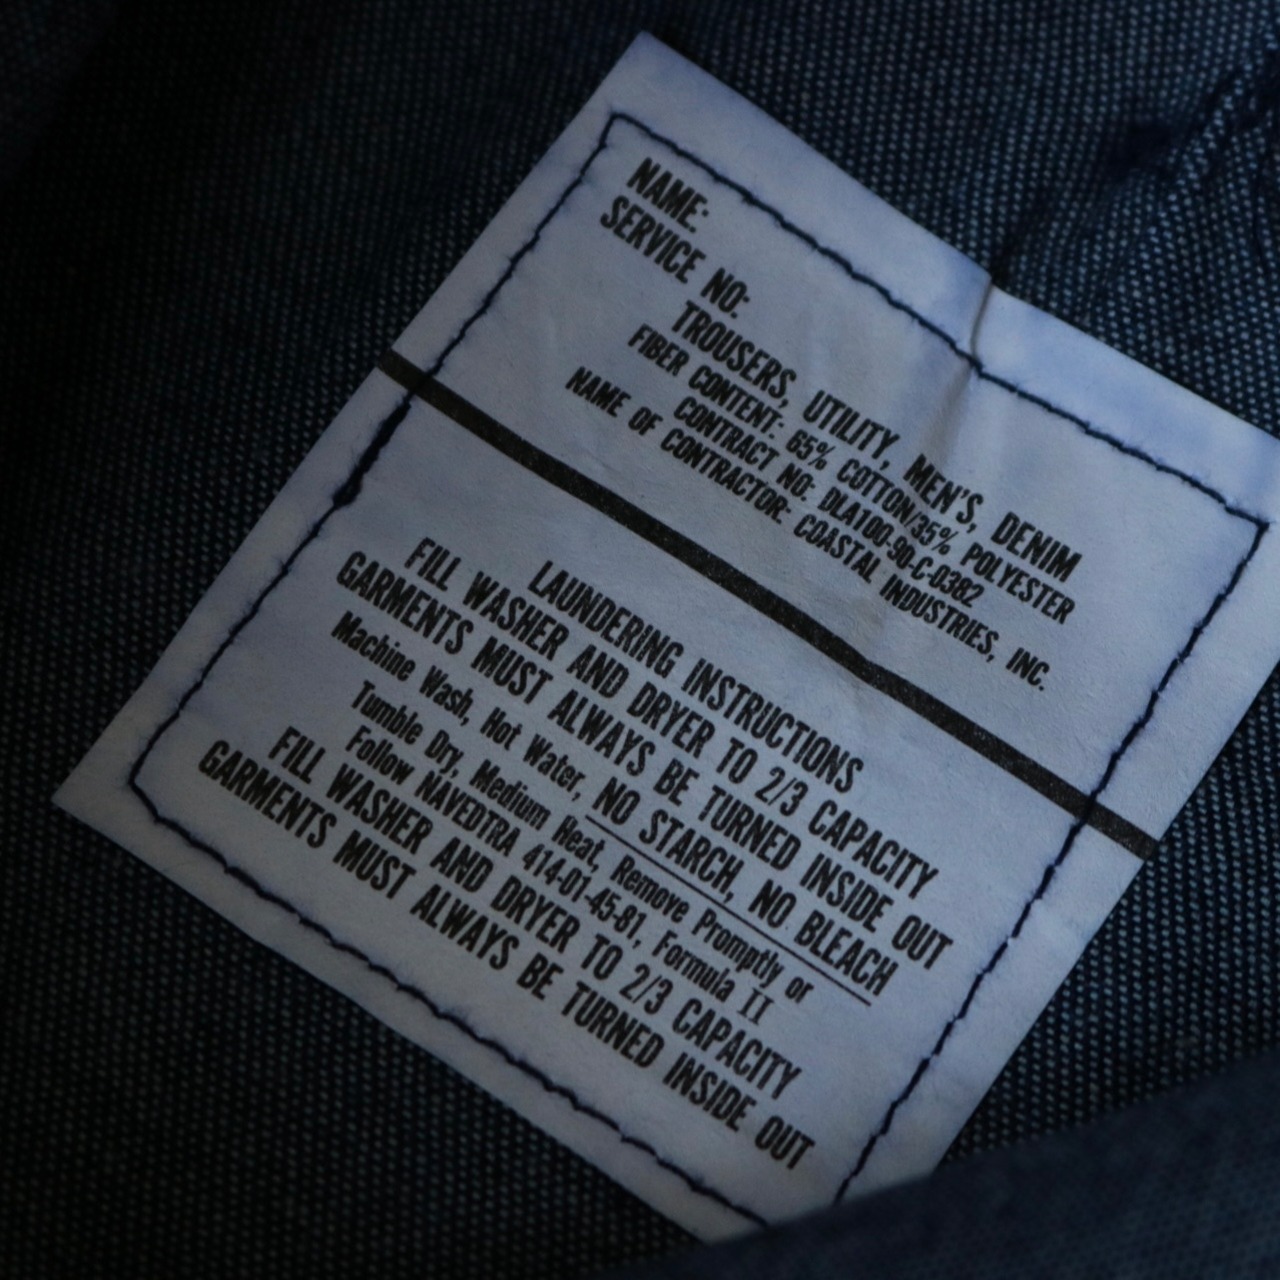 NAME:
SERVICE NO:
TROUSERS, UTILITY, MEN'S, DENIM
FIBER CONTENT: 65% COTTON/35% POLYESTER
CONTRACT NO: DLA100-90-C-0382
NAME OF CONTRACTOR: COASTAL INDUSTRIES, INC.
LAUNDERING INSTRUCTIONS
FILL WASHER AND DRYER TO 2/3 CAPACITY
GARMENTS MUST ALWAYS BE TURNED INSIDE OUT
Machine Wash, Hot Water, NO STARCH, NO BLEACH
Tumble Dry, Medium Heat, Remove Promptly or
Follow NAVEDTRA 414-01-45-81, Formula II
FILL WASHER AND DRYER TO 2/3 CAPACITY
GARMENTS MUST ALWAYS BE TURNED INSIDE OUT